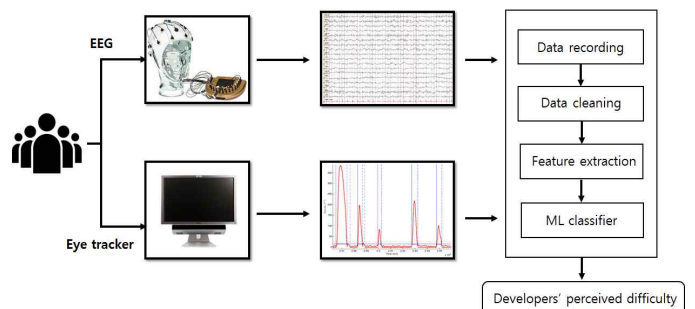 EEG
Eye tracker
Data recording
Data cleaning
Feature extraction
ML classifier
Developers' perceived difficulty